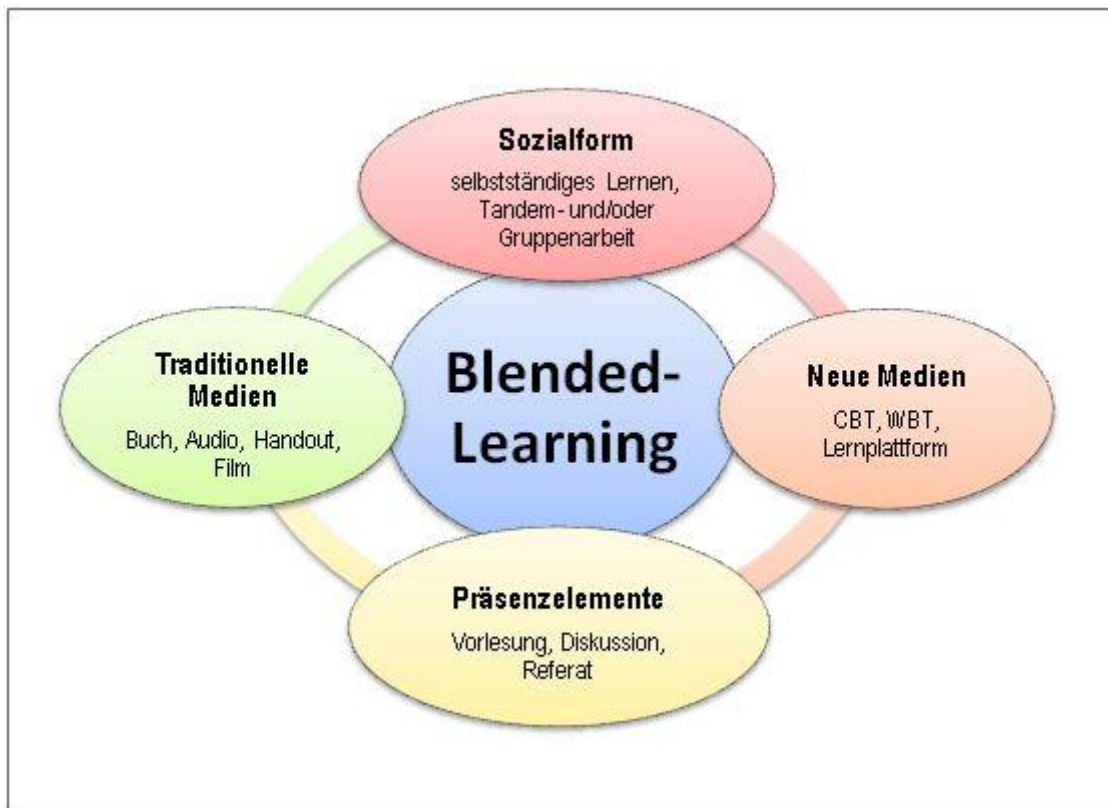 Sozialform
selbstständiges Lernen,
Tandem- und/oder
Gruppenarbeit
Traditionelle
Medien
Buch, Audio, Handout,
Film
Blended-
Learning
Neue Medien
CBT, WBT,
Lernplattform
Präsenzelemente
Vorlesung, Diskussion,
Referat